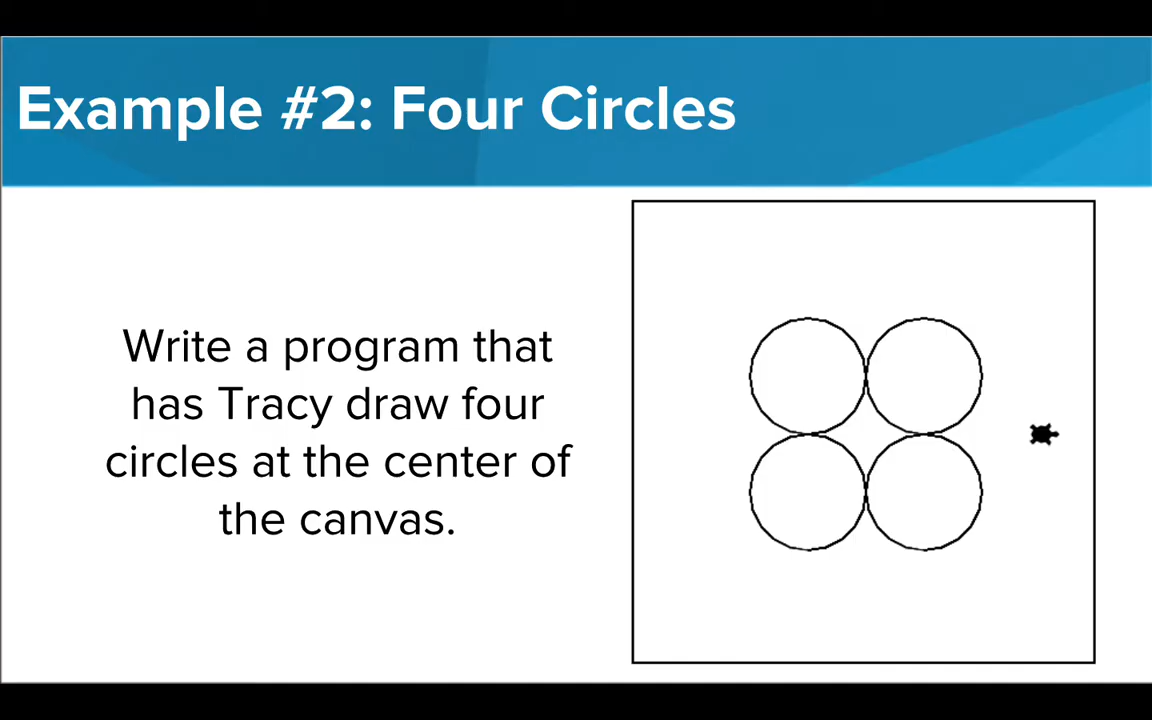 Example #2: Four Circles
Write a program that
has Tracy draw four
circles at the center of
the canvas.